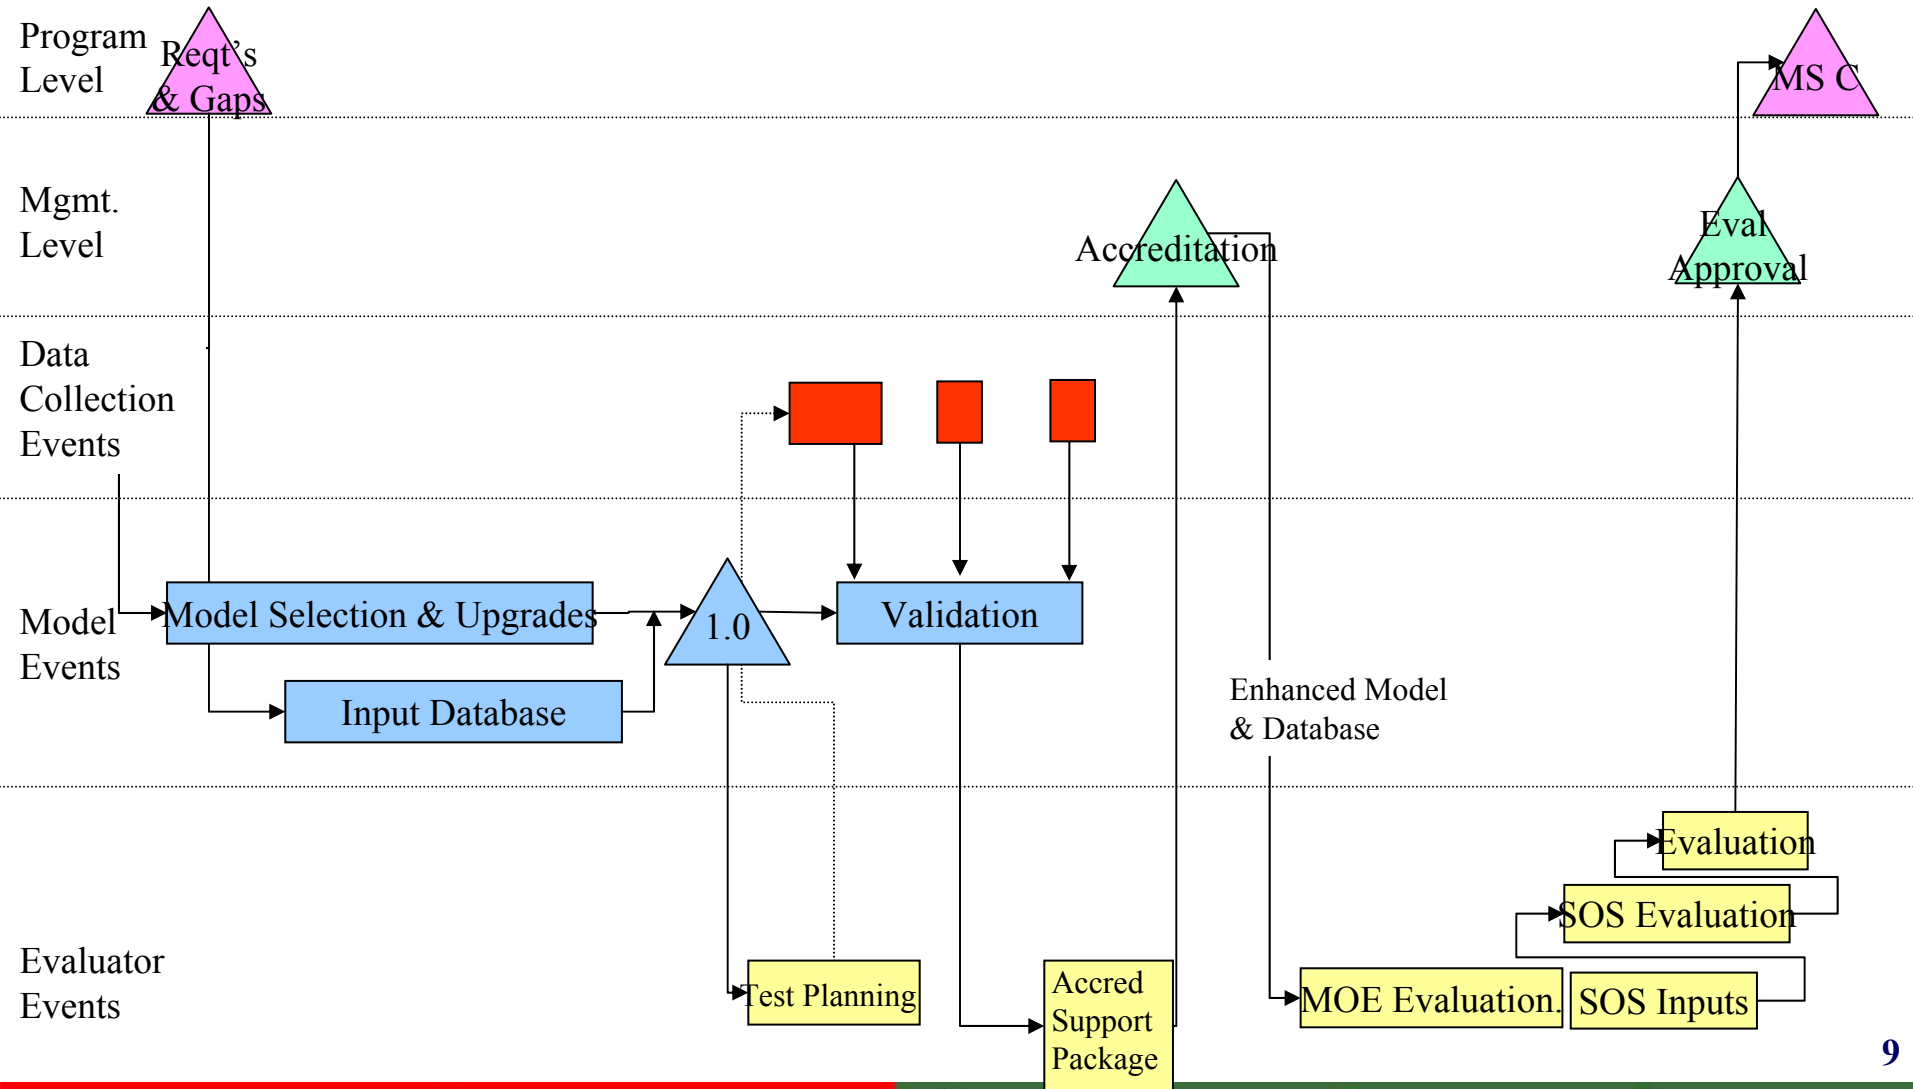 Program
Level
Reqt's
& Gaps
MS C
Mgmt.
Level
Accreditation
Eval
Approval
Data
Collection
Events
Model
Events
Model Selection & Upgrades
1.0
Validation
Input Database
Enhanced Model
& Database
Evaluator
Events
Test Planning
Accred
Support
Package
MOE Evaluation.
SOS Inputs
SOS Evaluation
Evaluation
9